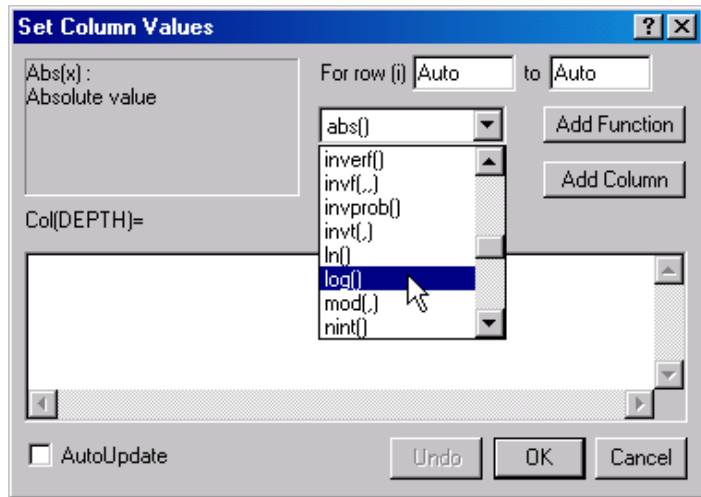 Set Column Values
Abs(x) :
Absolute value
For row (i) Auto to Auto
abs()
Add Function
inverf()
invf(,,)
invprob()
invt(,)
ln()
log()
mod(,)
nint()
Add Column
Col(DEPTH)=
AutoUpdate
Undo
OK
Cancel